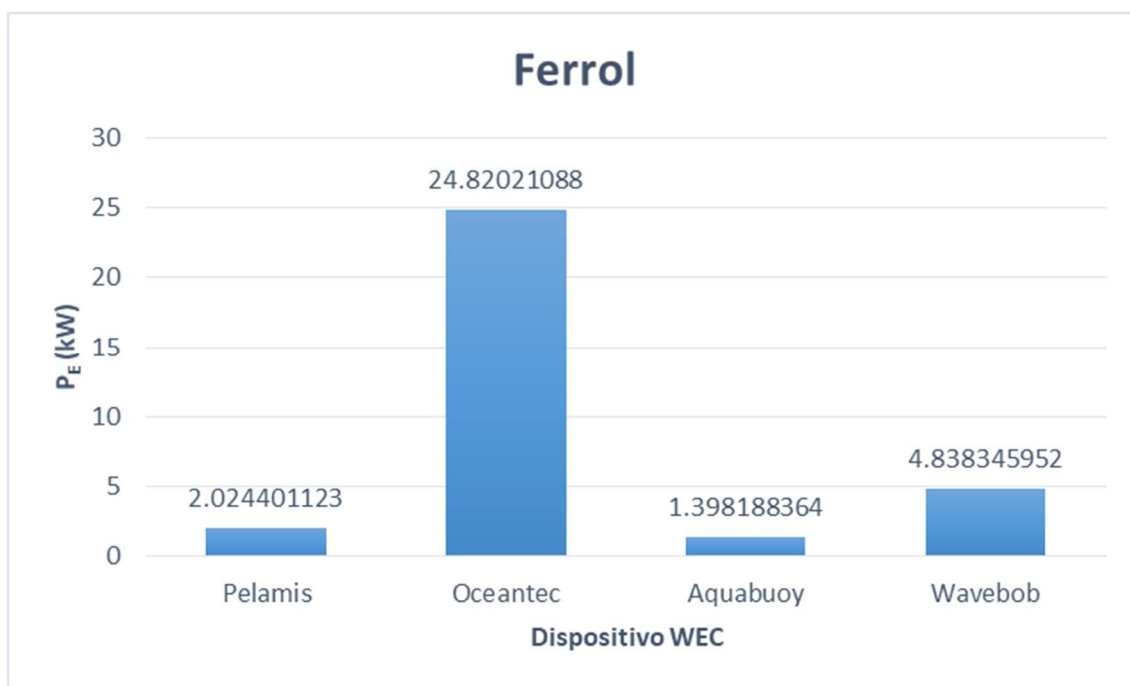 Ferrol
30
25
20
15
10
5
0
P_E (kW)
24.82021088
2.024401123
1.398188364
4.838345952
Pelamis Oceantec Aquabuoy Wavebob
Dispositivo WEC